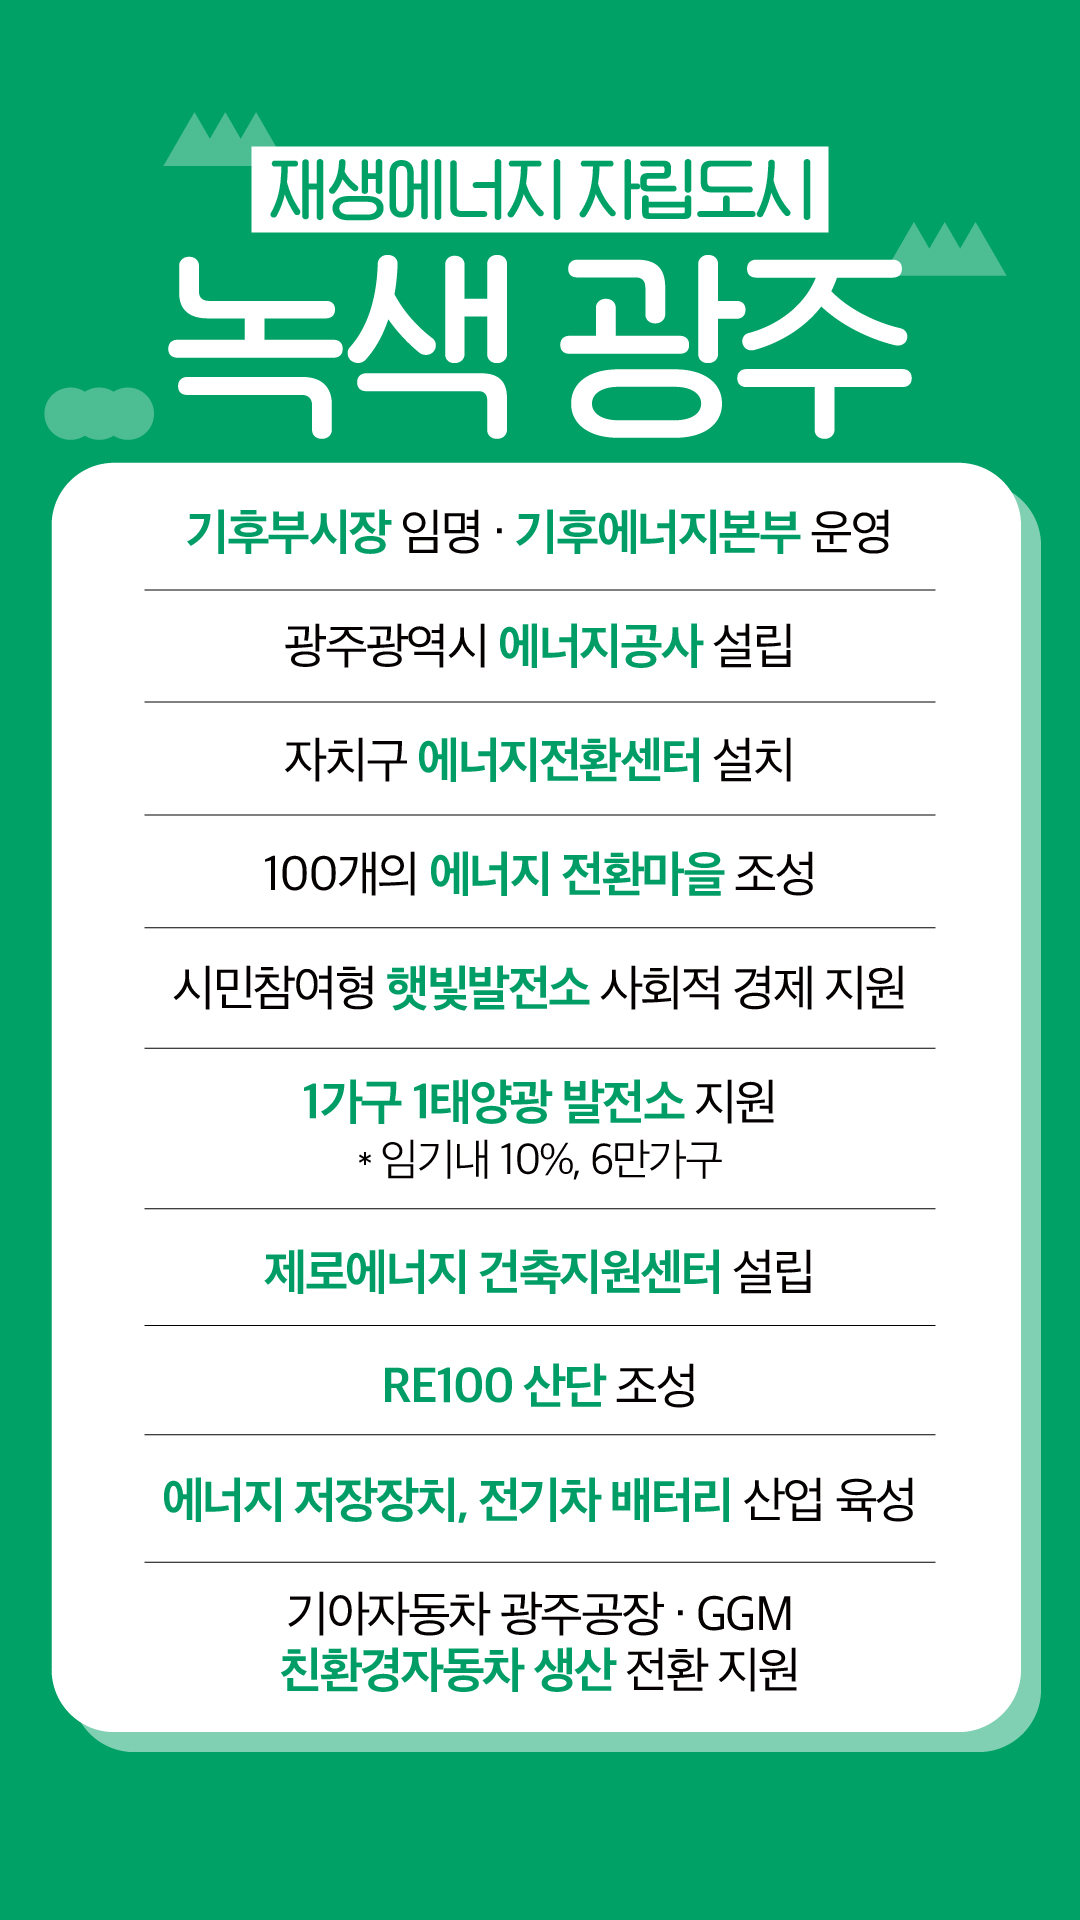 재생에너지 자립도시
녹색 광주
기후부시장 임명 · 기후에너지본부 운영
광주광역시 에너지공사 설립
자치구 에너지전환센터 설치
100개의 에너지 전환마을 조성
시민참여형 햇빛발전소 사회적 경제 지원
1가구 1태양광 발전소 지원
* 임기내 10%, 6만가구
제로에너지 건축지원센터 설립
RE100 산단 조성
에너지 저장장치, 전기차 배터리 산업 육성
기아자동차 광주공장 · GGM
친환경자동차 생산 전환 지원